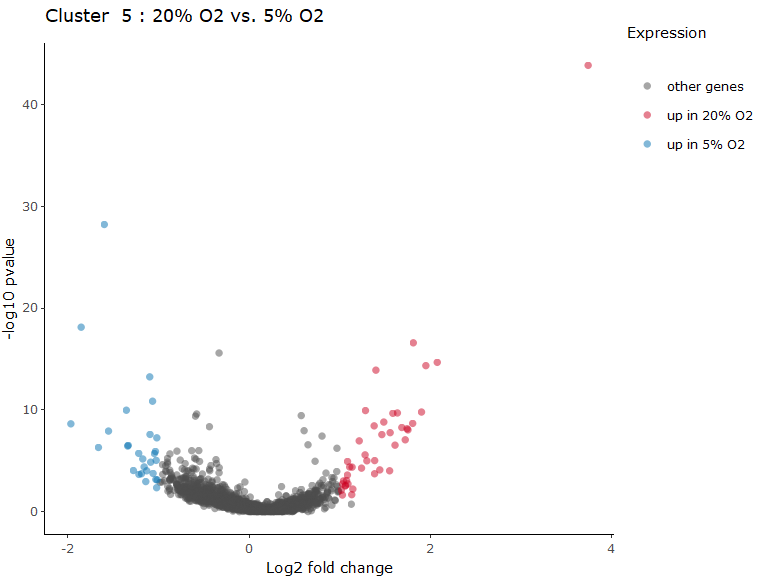 Cluster  5 : 20% O2 vs. 5% O2
Expression
other genes
up in 20% O2
up in 5% O2
-log10 pvalue
40
30
20
10
0
-2
0
2
4
Log2 fold change